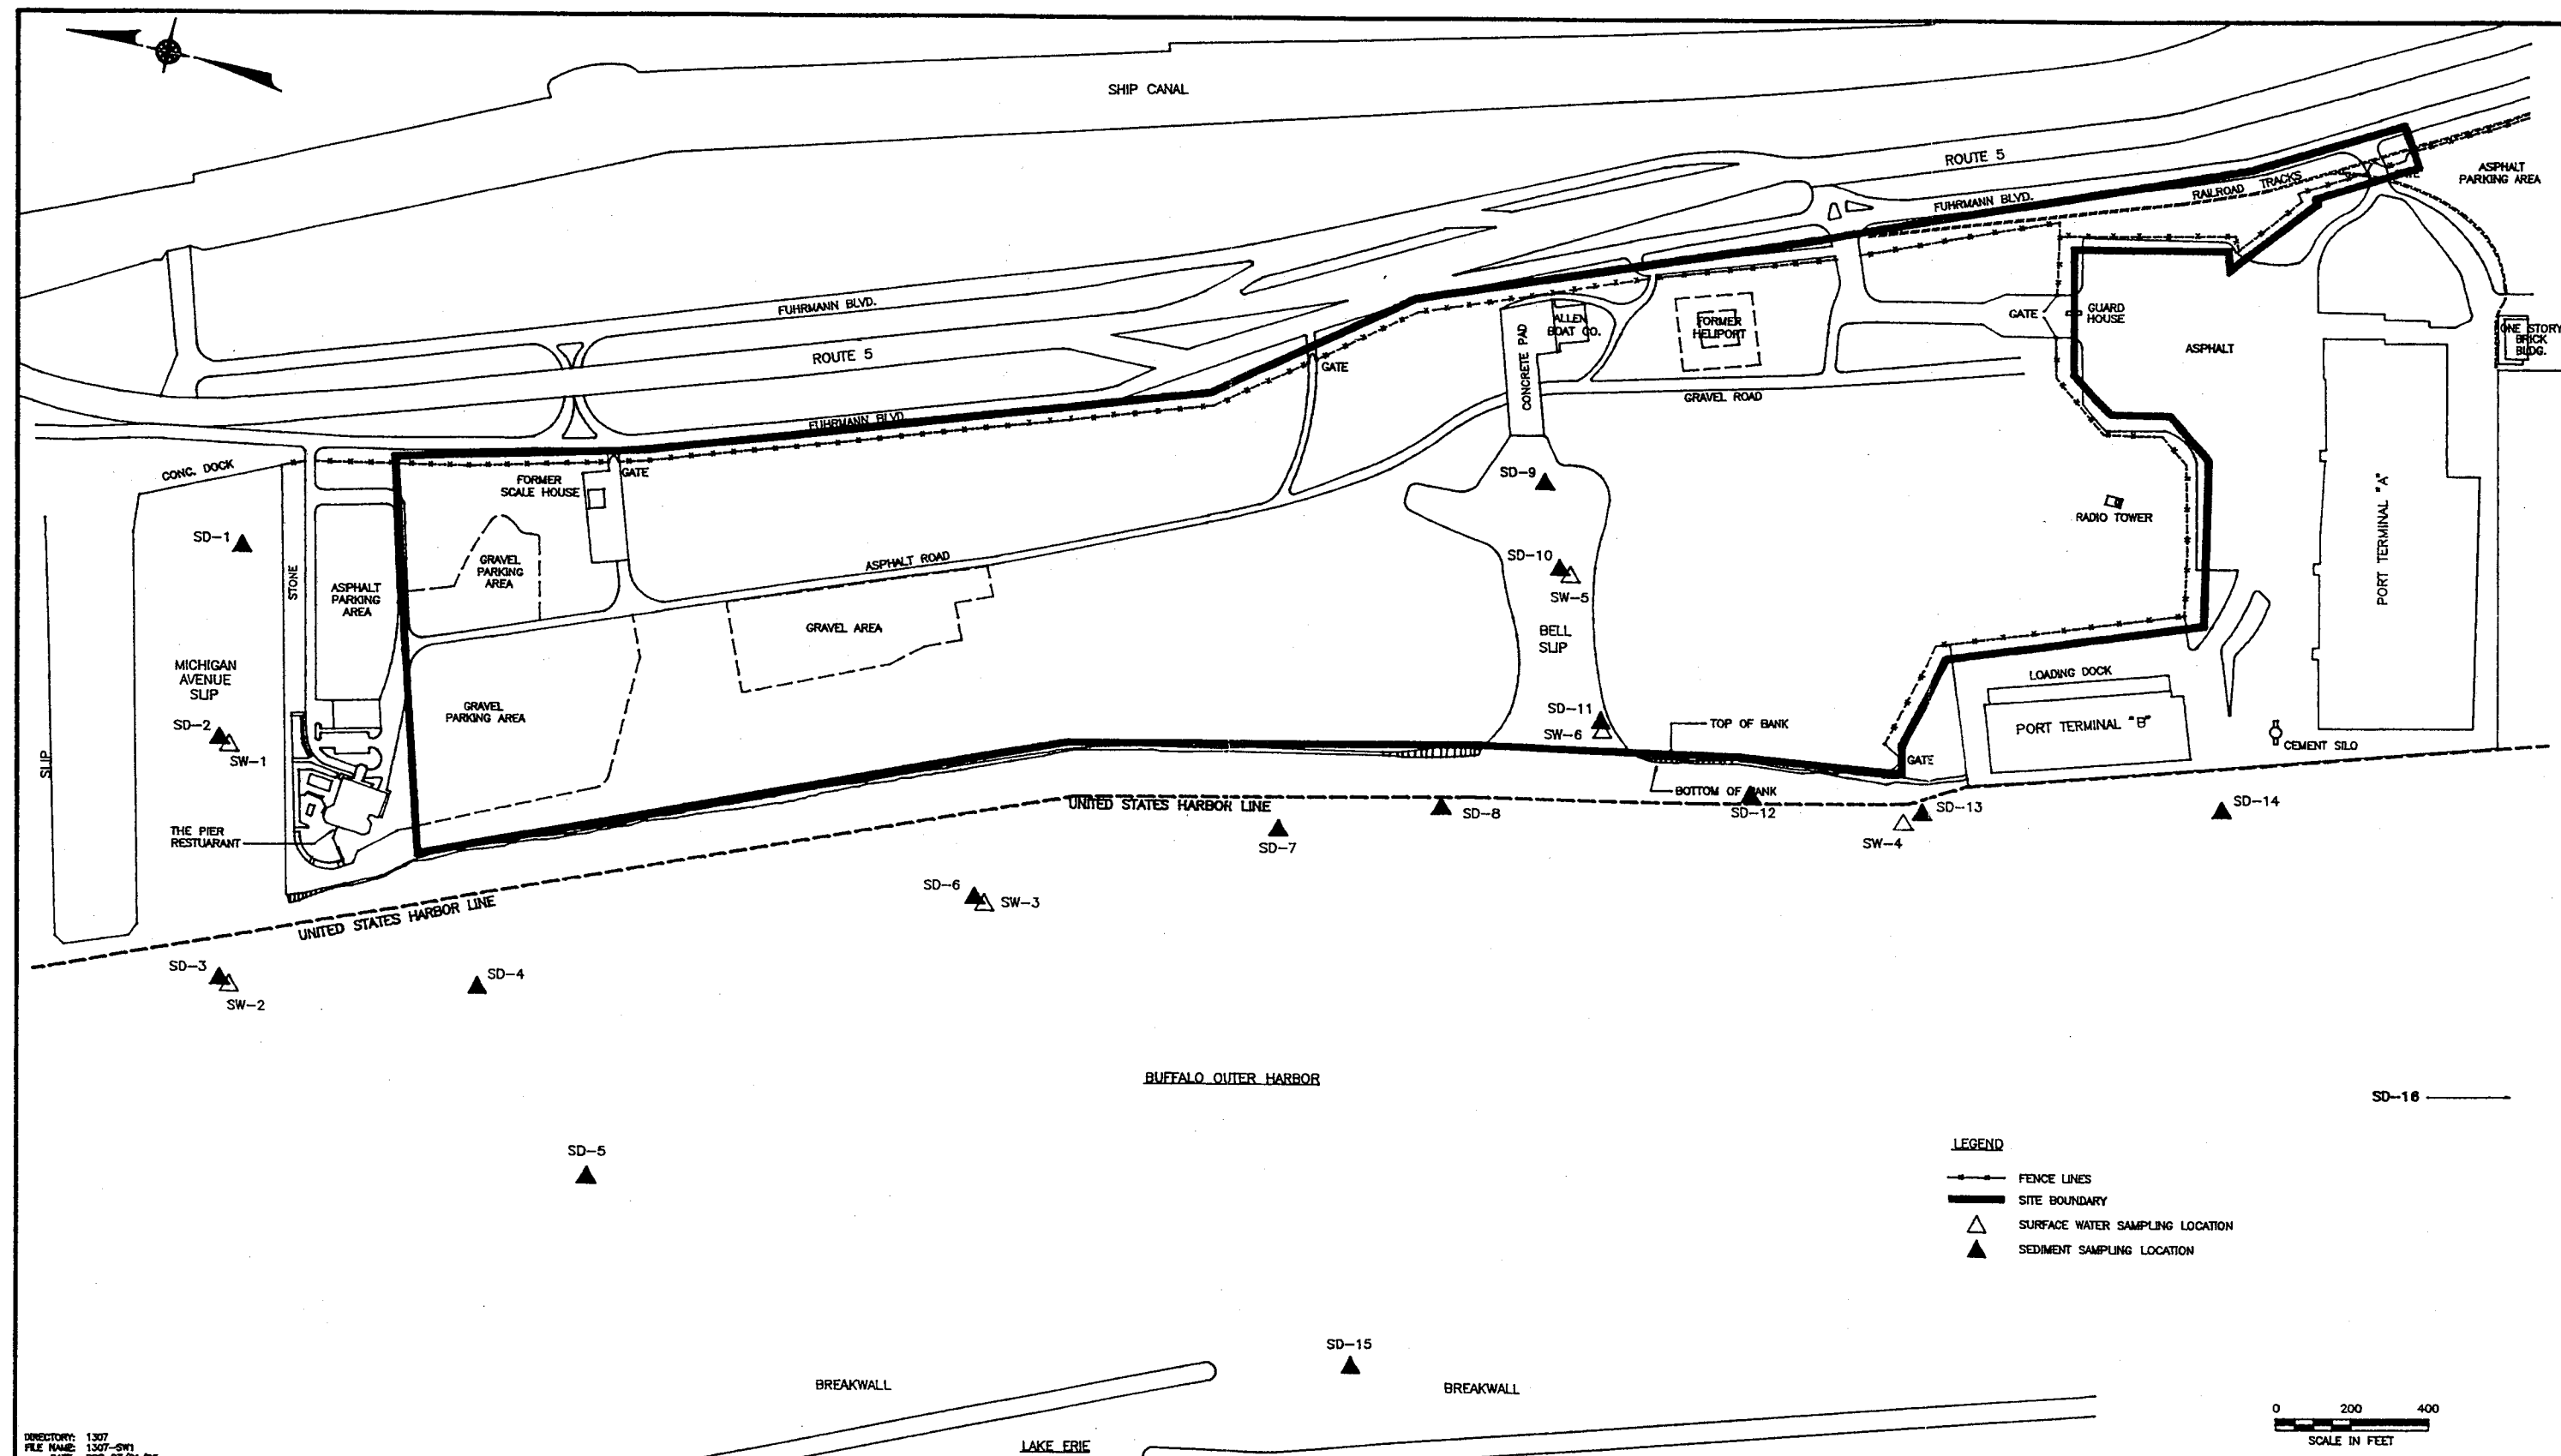 SHIP CANAL
ROUTE 5
FUHRMANN BLVD.
RAILROAD TRACKS
ASPHALT
PARKING AREA
FUHRMANN BLVD.
ROUTE 5
FUHRMANN BLVD.
GATE
CONCRETE PAD
ALLEN
BOAT CO.
FORMER
HELIPORT
GATE
GUARD
HOUSE
ASPHALT
ONE STORY
BRICK
BLDG.
GRAVEL ROAD
CONC. DOCK
FORMER
SCALE HOUSE
GATE
SD-9
SD-1
STONE
ASPHALT
PARKING
AREA
GRAVEL
PARKING
AREA
ASPHALT ROAD
GRAVEL AREA
SD-10
SW-5
BELL
SLIP
RADIO TOWER
PORT TERMINAL "A"
MICHIGAN
AVENUE
SLIP
SD-2
SW-1
SLIP
GRAVEL
PARKING AREA
SD-11
SW-6
TOP OF BANK
BOTTOM OF BANK
GATE
LOADING DOCK
PORT TERMINAL "B"
CEMENT SILO
THE PIER
RESTUARANT
UNITED STATES HARBOR LINE
UNITED STATES HARBOR LINE
SD-7
SD-8
SD-12
SD-13
SW-4
SD-14
SD-6
SW-3
SD-3
SW-2
SD-4
BUFFALO OUTER HARBOR
SD-16
SD-5
LEGEND
FENCE LINES
SITE BOUNDARY
SURFACE WATER SAMPLING LOCATION
SEDIMENT SAMPLING LOCATION
SD-15
BREAKWALL
BREAKWALL
LAKE ERIE
0 200 400
SCALE IN FEET
DIRECTORY: 1307
FILE NAME: 1307-SW1